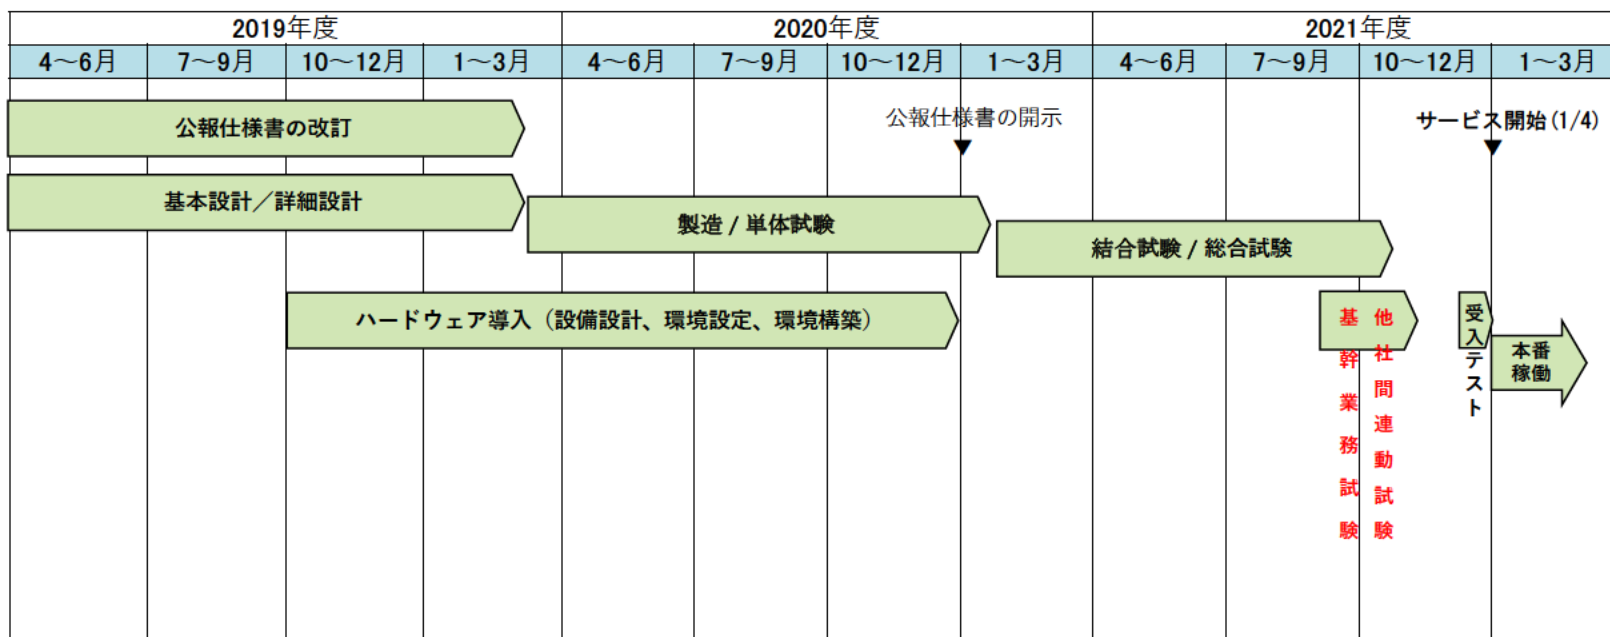 2019年度
2020年度
2021年度
4～6月
7～9月
10～12月
1～3月
4～6月
7～9月
10～12月
1～3月
4～6月
7～9月
10～12月
1～3月
公報仕様書の改訂
公報仕様書の開示
サービス開始(1/4)
基本設計／詳細設計
製造 / 単体試験
結合試験 / 総合試験
ハードウェア導入（設備設計、環境設定、環境構築）
基幹業務試験
他社間連動試験
受入テスト
本番
稼働